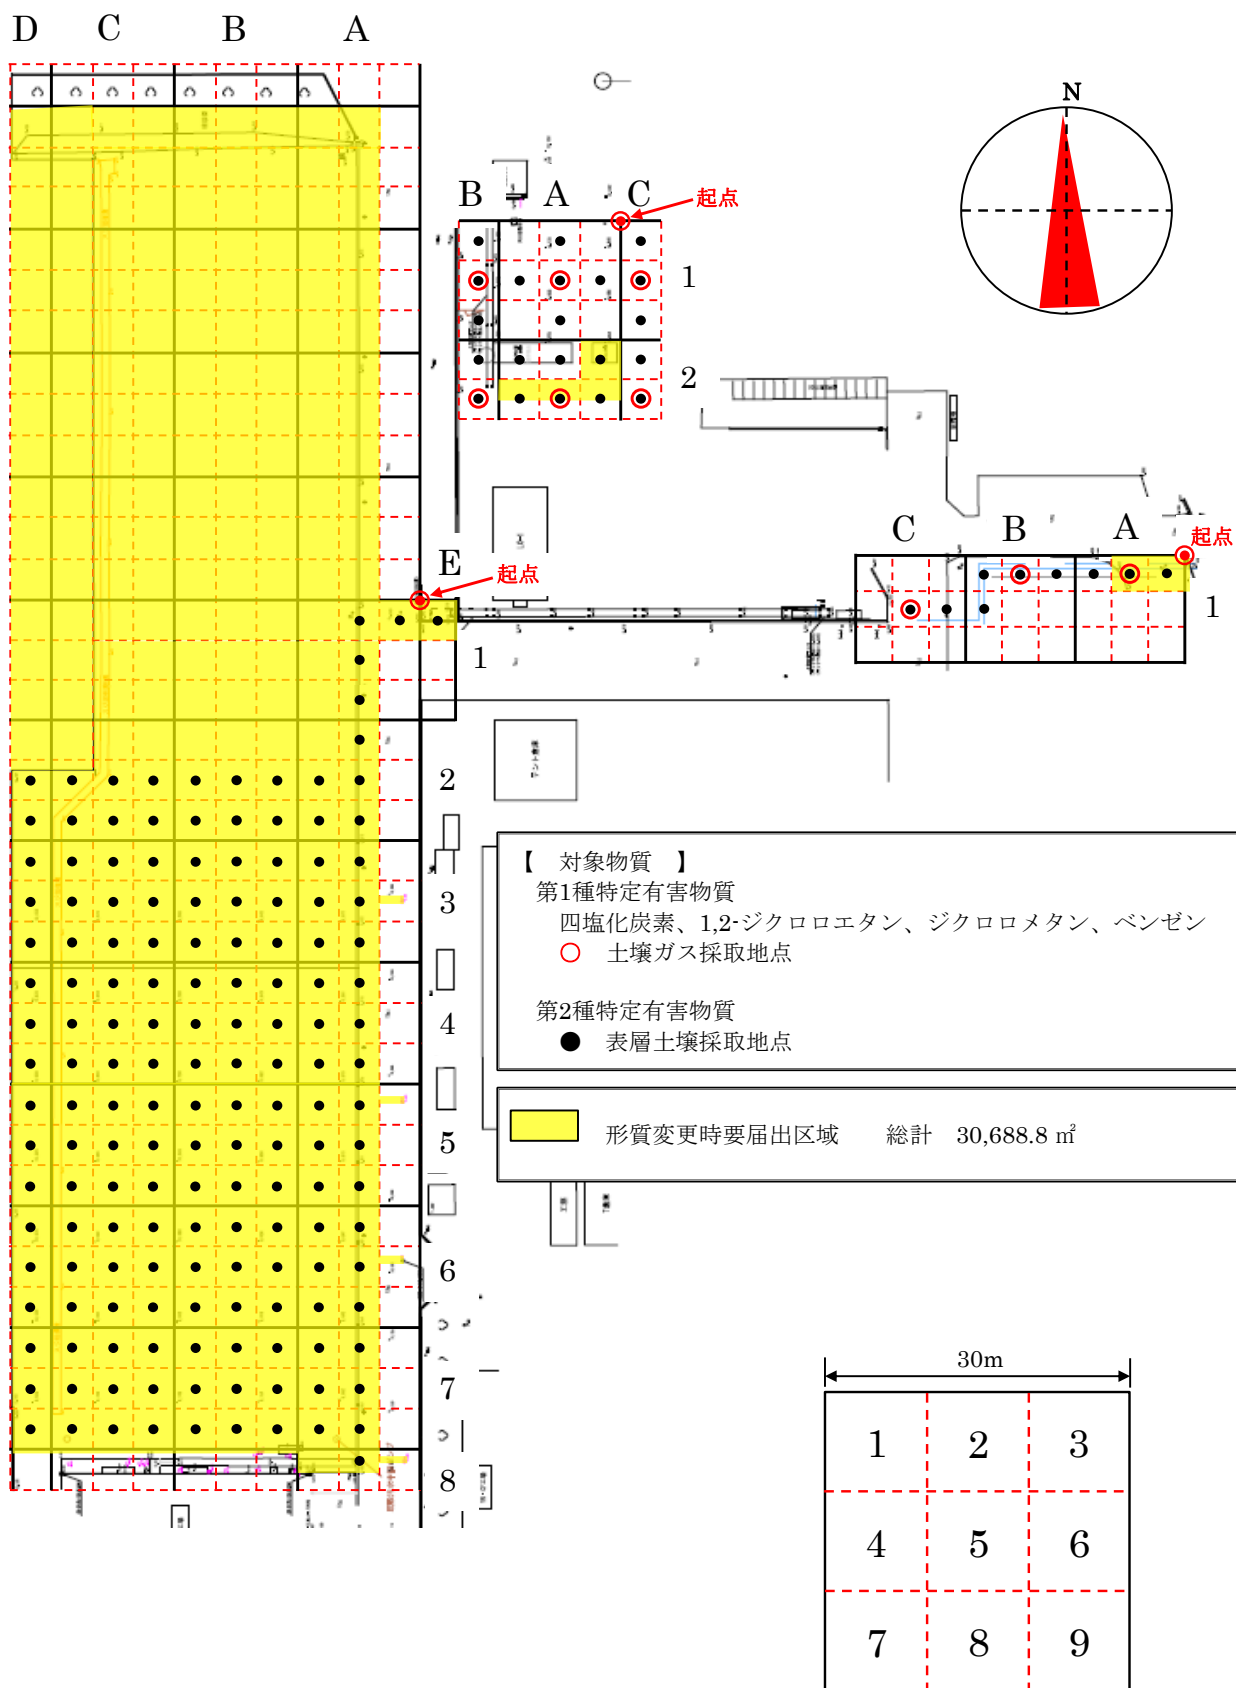 D C B A
N
B A C
起点
1
2
C B A
起点
E
起点
1
1
2
テント倉庫
3
4
5
6
7
8
【 対象物質 】
第1種特定有害物質
四塩化炭素、1,2-ジクロロエタン、ジクロロメタン、ベンゼン
土壌ガス採取地点
第2種特定有害物質
表層土壌採取地点
形質変更時要届出区域 総計 30,688.8 ㎡
30m
1 2 3
4 5 6
7 8 9